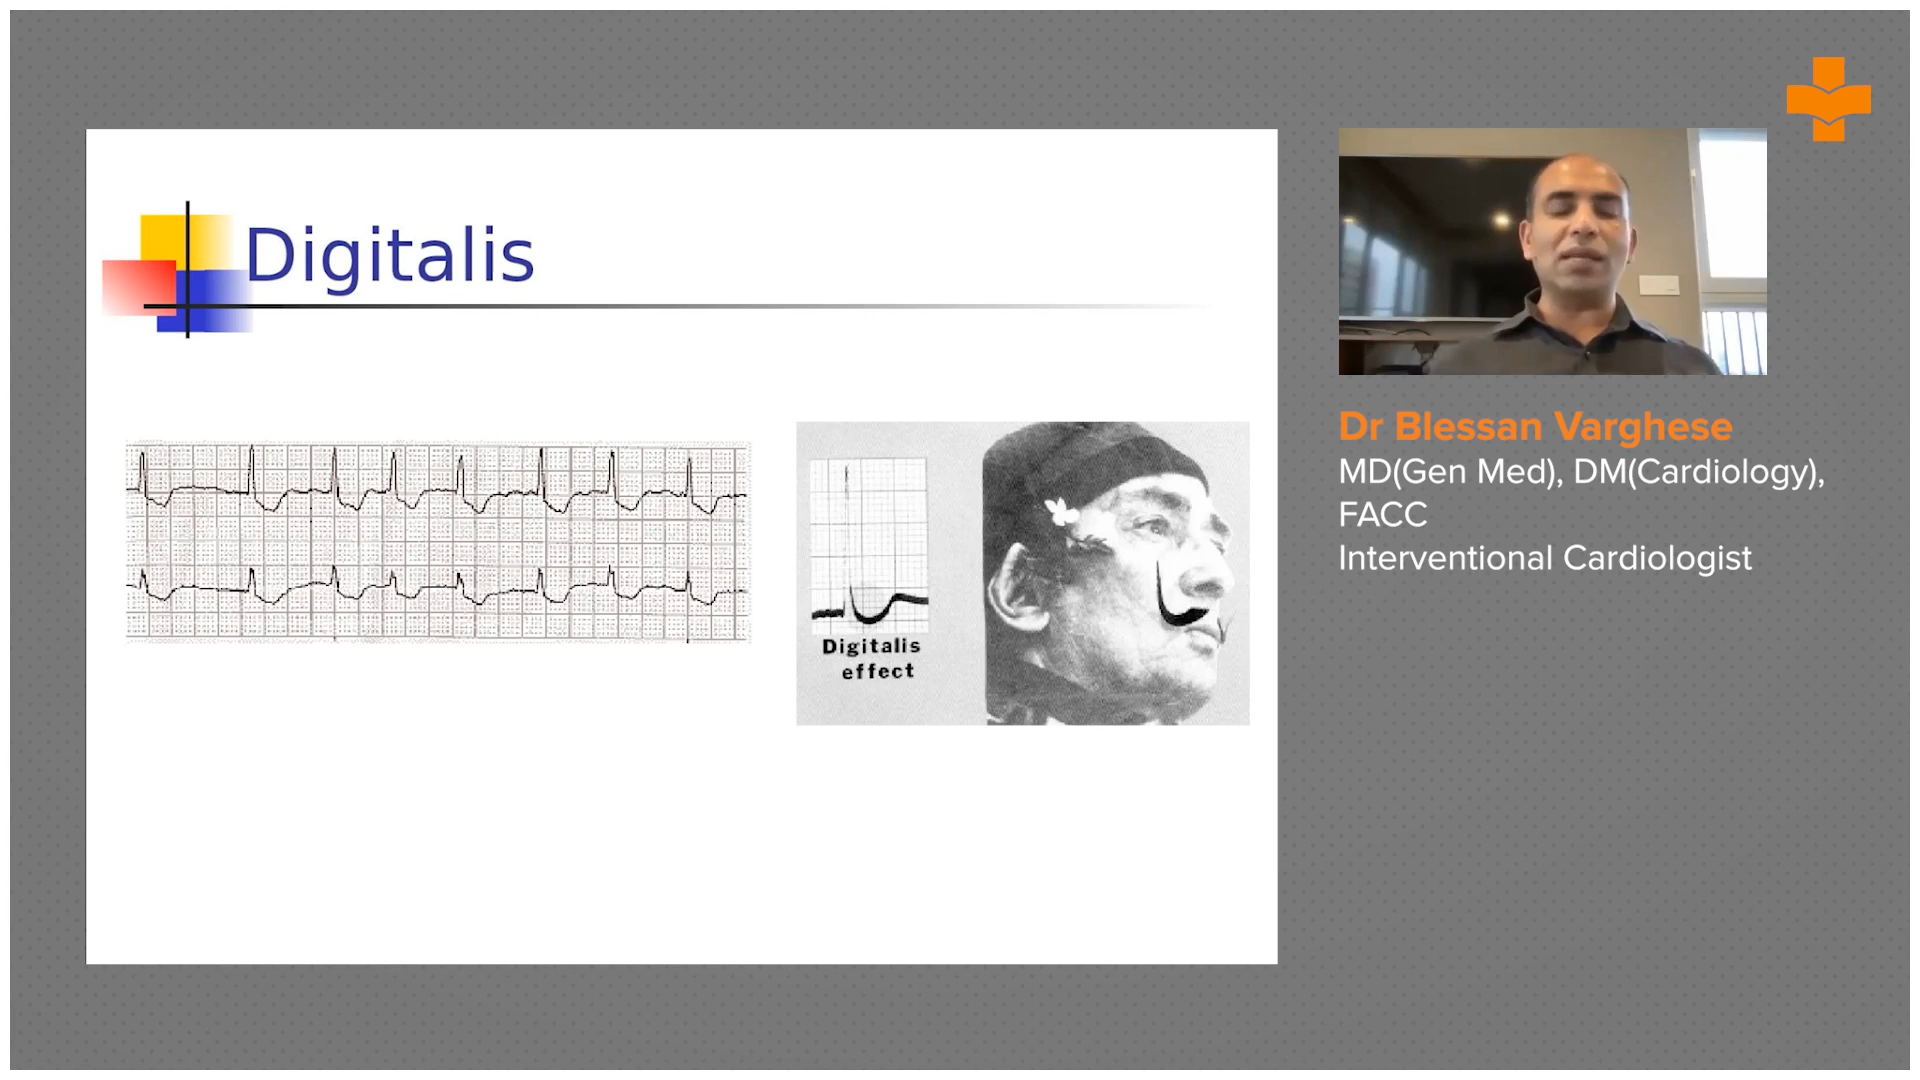 Digitalis
Digitalis
effect
Dr Blessan Varghese
MD(Gen Med), DM(Cardiology),
FACC
Interventional Cardiologist